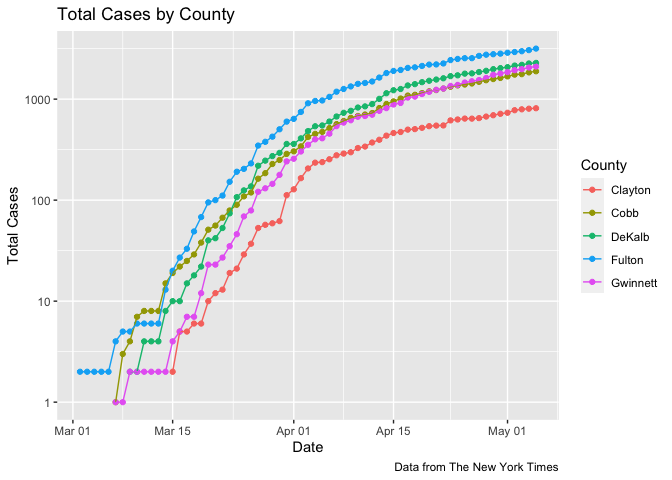 Total Cases by County
Total Cases
1000
100
10
1
Mar 01
Mar 15
Apr 01
Apr 15
May 01
Date
County
Clayton
Cobb
DeKalb
Fulton
Gwinnett
Data from The New York Times